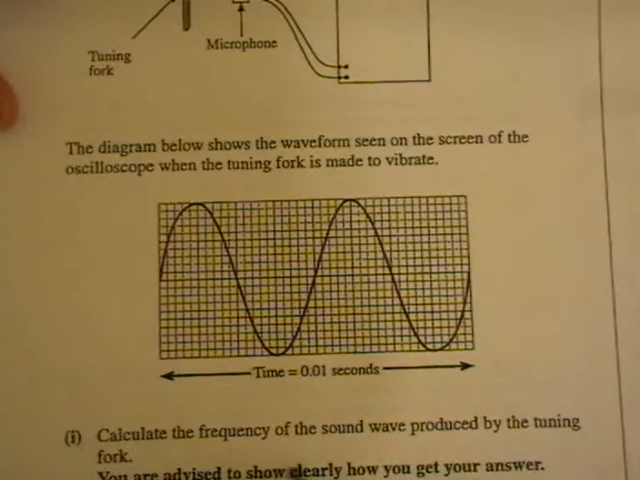 Tuning
fork
Microphone
The diagram below shows the waveform seen on the screen of the
oscilloscope when the tuning fork is made to vibrate.
Time = 0.01 seconds
(i) Calculate the frequency of the sound wave produced by the tuning
fork.
You are advised to show clearly how you get your answer.